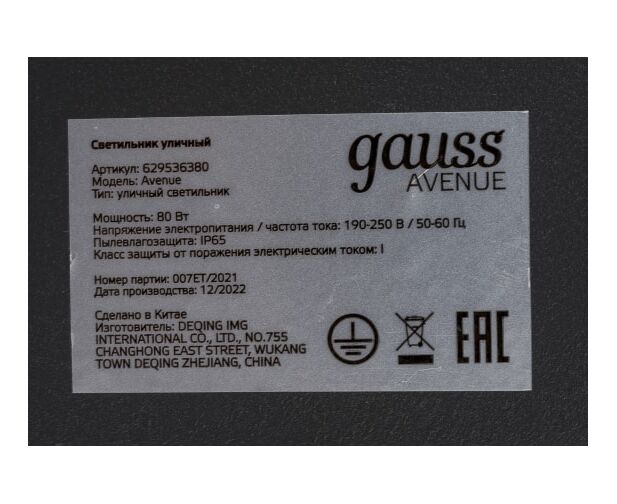 Светильник уличный
gauss
AVENUE
Артикул: 629536380
Модель: Avenue
Тип: уличный светильник
Мощность: 80 Вт
Напряжение электропитания / частота тока: 190-250 В / 50-60 Гц
Пылевлагозащита: IP65
Класс защиты от поражения электрическим током: I
Номер партии: 007ET/2021
Дата производства: 12/2022
Сделано в Китае
Изготовитель: DEQING IMG
INTERNATIONAL CO., LTD., NO.755
CHANGHONG EAST STREET, WUKANG
TOWN DEQING ZHEJIANG, CHINA
EAC